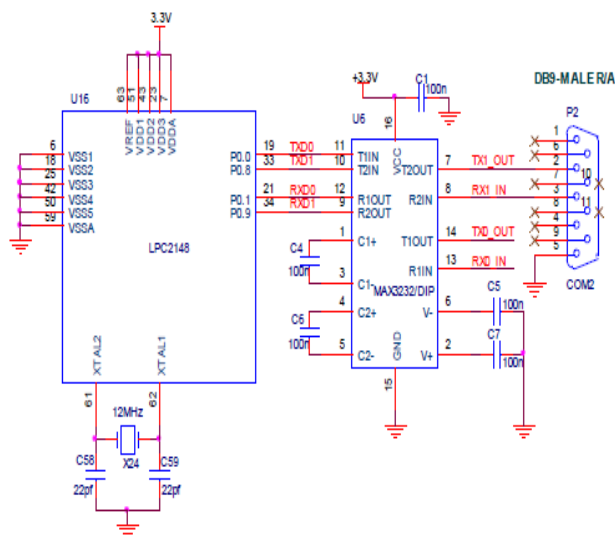 3.3V
U16
63 51 43 23 7
VREF VDD1 VDD2 VDD3 VDDA
6 VSS1
18 VSS2
25 VSS3
42 VSS4
50 VSS5
59 VSSA
P0.0 19 TXD0
P0.8 33 TXD1
P0.1 21 RXD0
P0.9 34 RXD1
LPC2148
XTAL2 XTAL1
61 62
12MHz
X24
C58 C59
22pf 22pf
+3.3V
C1
100n
U6
16
VCC
11 T1IN
10 T2IN
12 R1OUT
9 R2OUT
1 C1+
3 C1-
4 C2+
5 C2-
C4
100n
C6
100n
T2OUT 7 TX1_OUT
R2IN 8 RX1_IN
T1OUT 14 TX0_OUT
R1IN 13 RX0_IN
MAX3232/DIP
V- 6
V+ 2
GND
15
C5
100n
C7
100n
DB9-MALER/A
P2
1
6
2
7 10
3
8 11
4
9
5
COM2